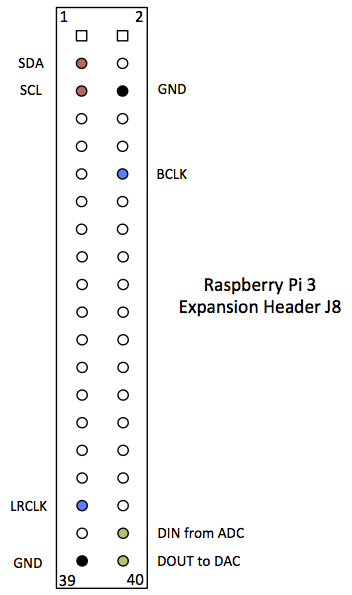 1 2
SDA
SCL GND
BCLK
Raspberry Pi 3
Expansion Header J8
LRCLK
DIN from ADC
GND DOUT to DAC
39 40